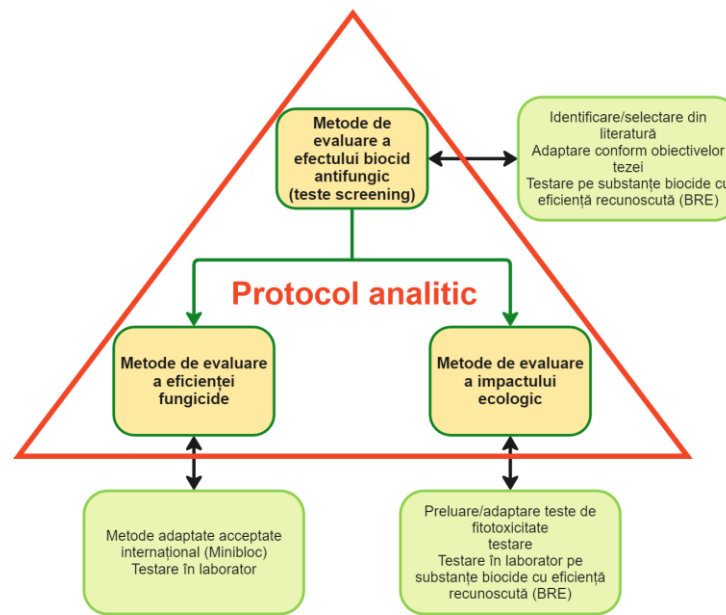 Metode de
evaluare a
efectului biocid
antifungic
(teste screening)
Identificare/selectare din
literatură
Adaptare conform obiectivelor
tezei
Testare pe substanțe biocide cu
eficiență recunoscută (BRE)
Protocol analitic
Metode de evaluare
a eficienței
fungicide
Metode de evaluare
a impactului
ecologic
Metode adaptate acceptate
internațional (Minibloc)
Testare în laborator
Preluare/adaptare teste de
fitotoxicitate
testare
Testare în laborator pe
substanțe biocide cu eficiență
recunoscută (BRE)